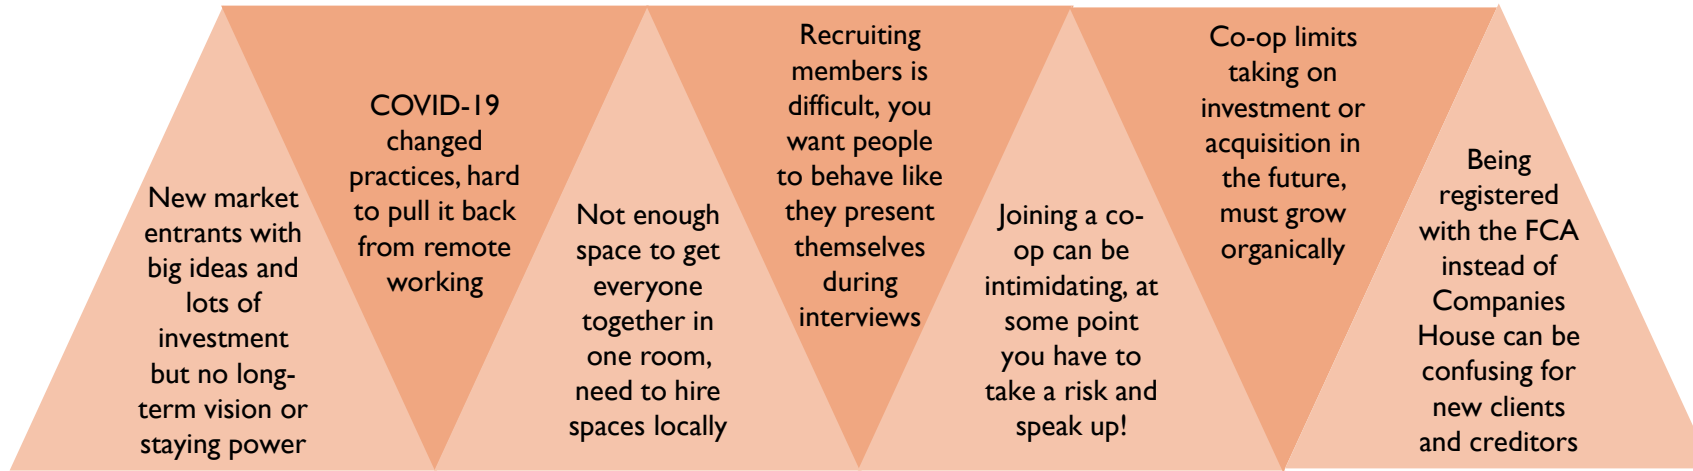 New market
entrants with
big ideas and
lots of
investment
but no long-
term vision or
staying power
COVID-19
changed
practices, hard
to pull it back
from remote
working
Not enough
space to get
everyone
together in
one room,
need to hire
spaces locally
Recruiting
members is
difficult, you
want people
to behave like
they present
themselves
during
interviews
Joining a co-
op can be
intimidating, at
some point
you have to
take a risk and
speak up!
Co-op limits
taking on
investment or
acquisition in
the future,
must grow
organically
Being
registered
with the FCA
instead of
Companies
House can be
confusing for
new clients
and creditors